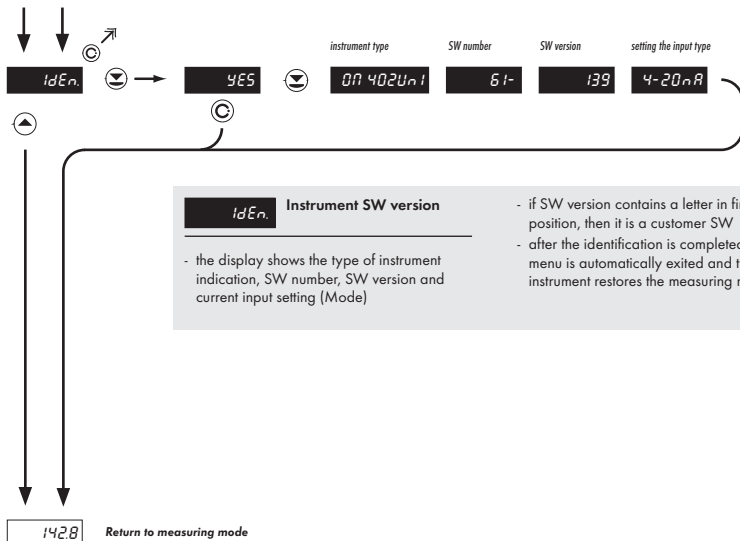 instrument type SW number SW version setting the input type
IdEn. YES OM 402Un1 61- 139 4-20mA
C
C
IdEn. Instrument SW version
- the display shows the type of instrument
indication, SW number, SW version and
current input setting (Mode)
- if SW version contains a letter in
position, then it is a customer SW
- after the identification is completed
menu is automatically exited and
instrument restores the measuring
142.8 Return to measuring mode